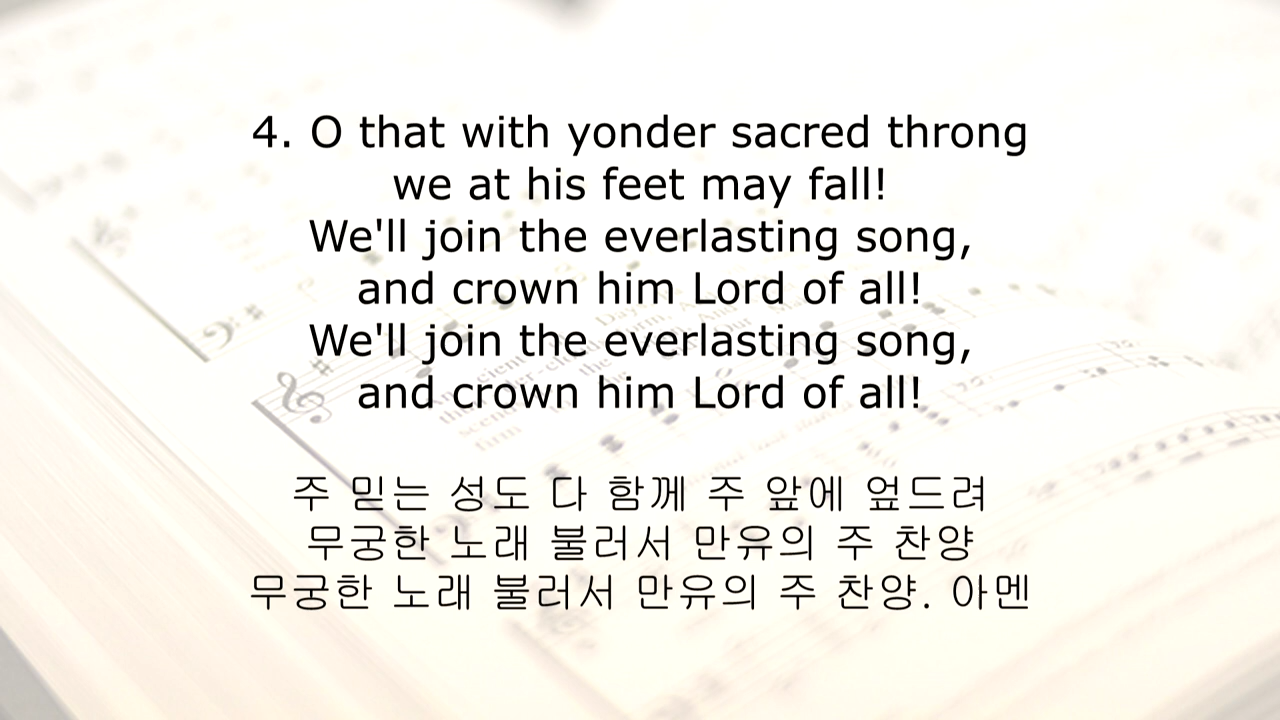 4. O that with yonder sacred throng
we at his feet may fall!
We'll join the everlasting song,
and crown him Lord of all!
We'll join the everlasting song,
and crown him Lord of all!
주 믿는 성도 다 함께 주 앞에 엎드려
무궁한 노래 불러서 만유의 주 찬양
무궁한 노래 불러서 만유의 주 찬양. 아멘